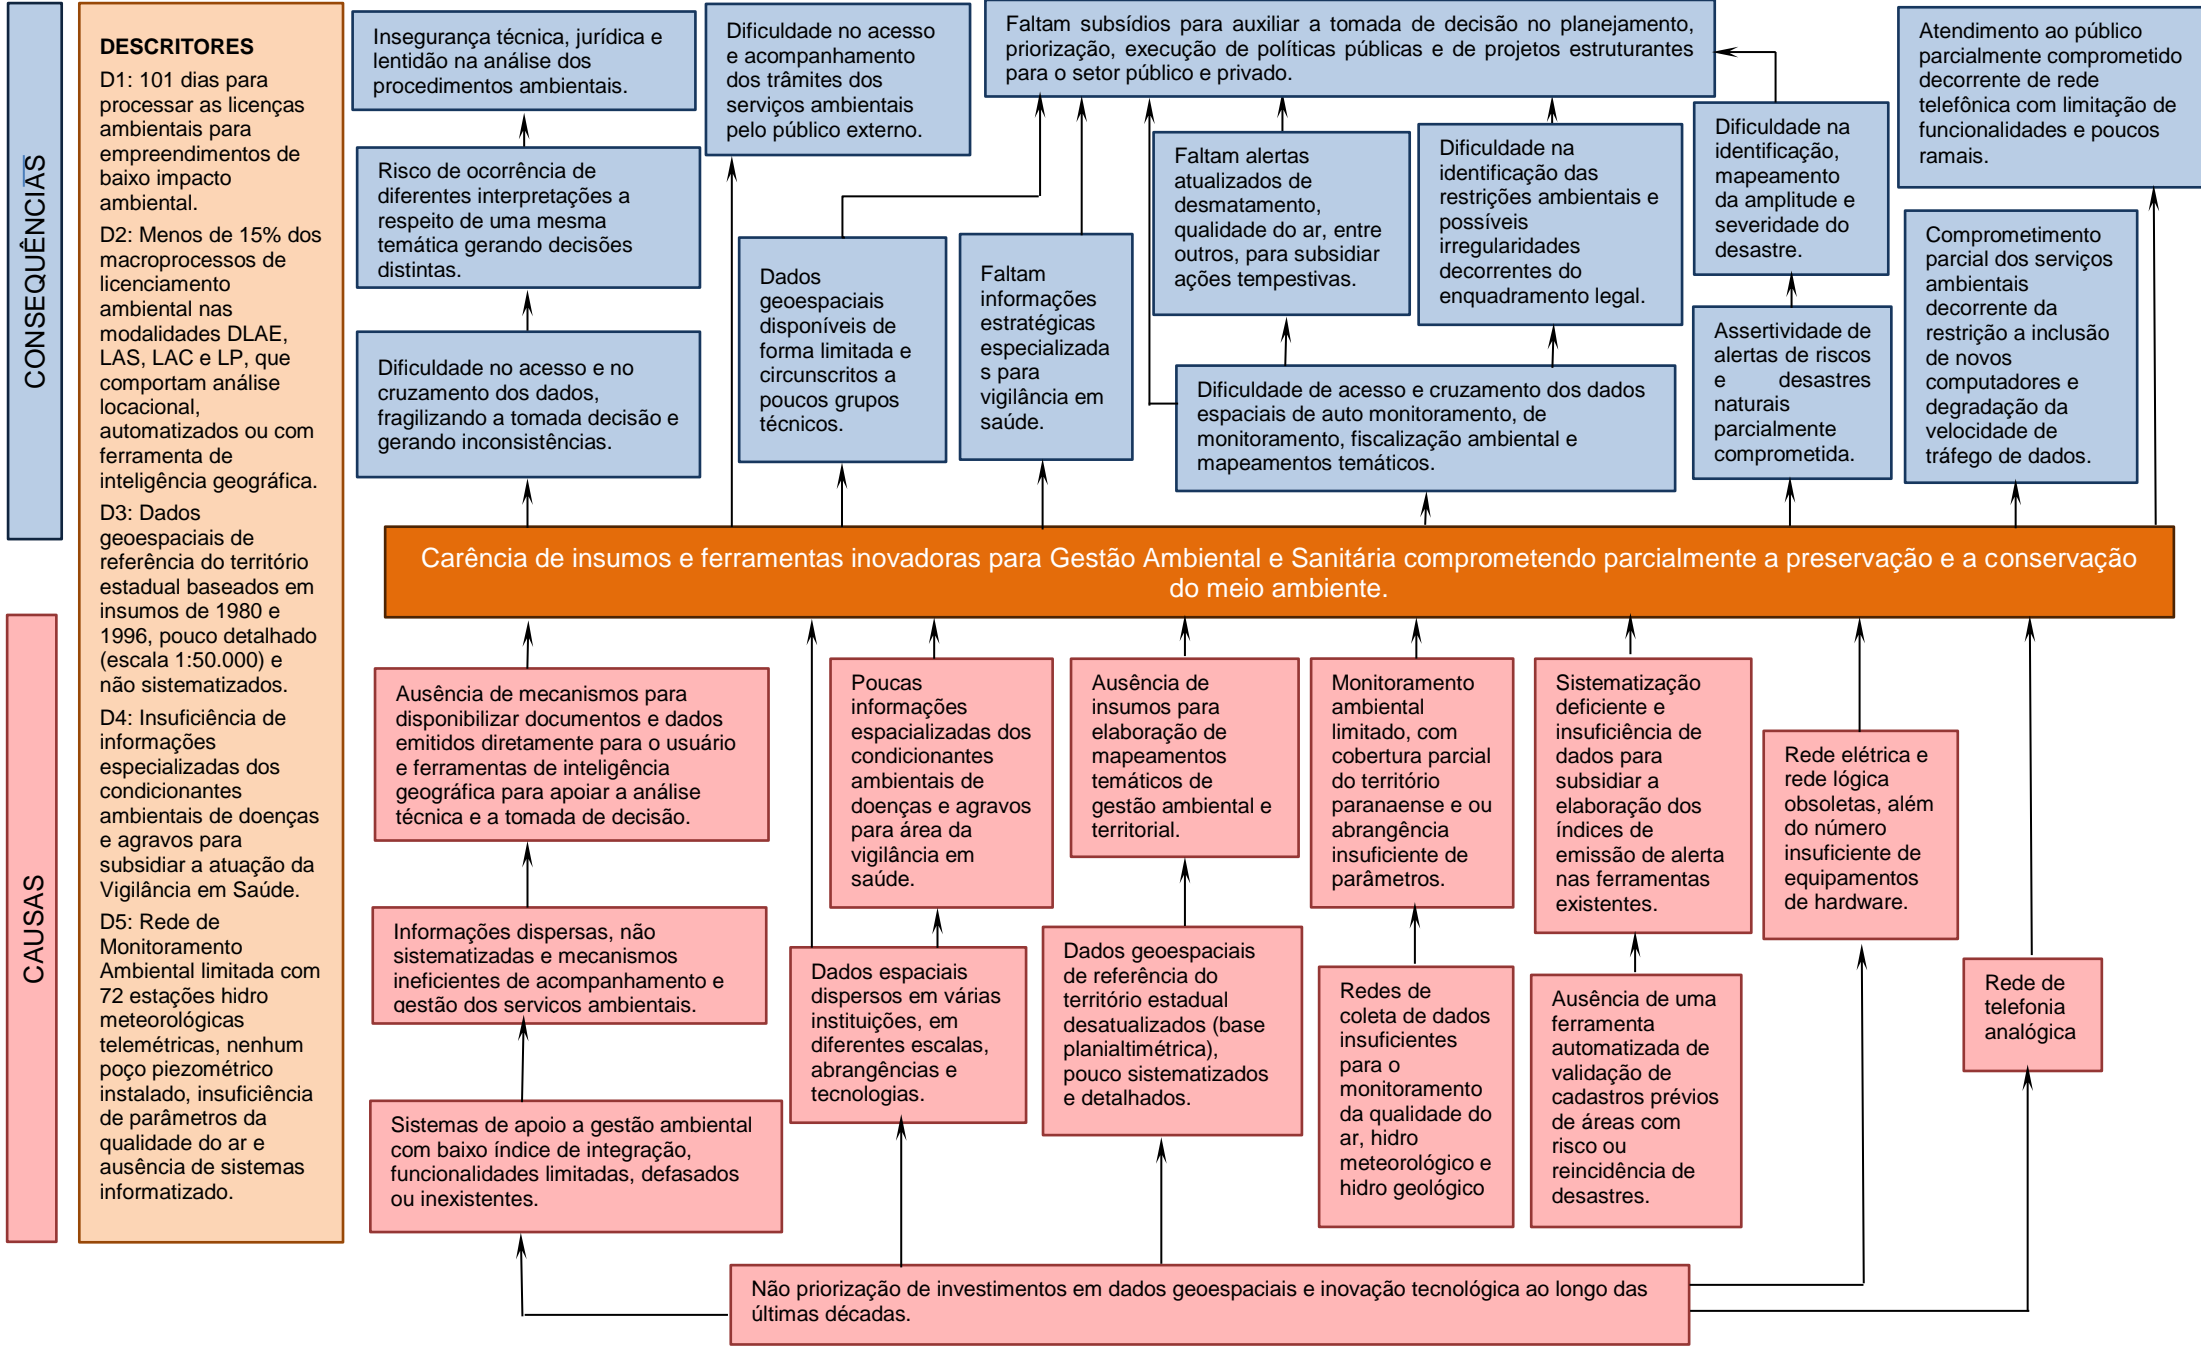 CONSEQUÊNCIAS
CAUSAS
DESCRITORES
D1: 101 dias para
processar as licenças
ambientais para
empreendimentos de
baixo impacto
ambiental.
D2: Menos de 15% dos
macroprocessos de
licenciamento
ambiental nas
modalidades DLAE,
LAS, LAC e LP, que
comportam análise
locacional,
automatizados ou com
ferramenta de
inteligência geográfica.
D3: Dados
geoespaciais de
referência do território
estadual baseados em
insumos de 1980 e
1996, pouco detalhado
(escala 1:50.000) e
não sistematizados.
D4: Insuficiência de
informações
especializadas dos
condicionantes
ambientais de doenças
e agravos para
subsidiar a atuação da
Vigilância em Saúde.
D5: Rede de
Monitoramento
Ambiental limitada com
72 estações hidro
meteorológicas
telemétricas, nenhum
poço piezométrico
instalado, insuficiência
de parâmetros da
qualidade do ar e
ausência de sistemas
informatizado.
Insegurança técnica, jurídica e
lentidão na análise dos
procedimentos ambientais.
Risco de ocorrência de
diferentes interpretações a
respeito de uma mesma
temática gerando decisões
distintas.
Dificuldade no acesso e no
cruzamento dos dados,
fragilizando a tomada decisão e
gerando inconsistências.
Dificuldade no acesso
e acompanhamento
dos trâmites dos
serviços ambientais
pelo público externo.
Dados
geoespaciais
disponíveis de
forma limitada e
circunscritos a
poucos grupos
técnicos.
Faltam
informações
estratégicas
especializada
s para
vigilância em
saúde.
Faltam subsídios para auxiliar a tomada de decisão no planejamento,
priorização, execução de políticas públicas e de projetos estruturantes
para o setor público e privado.
Faltam alertas
atualizados de
desmatamento,
qualidade do ar, entre
outros, para subsidiar
ações tempestivas.
Dificuldade na
identificação das
restrições ambientais e
possíveis
irregularidades
decorrentes do
enquadramento legal.
Dificuldade de acesso e cruzamento dos dados
espaciais de auto monitoramento, de
monitoramento, fiscalização ambiental e
mapeamentos temáticos.
Dificuldade na
identificação,
mapeamento
da amplitude e
severidade do
desastre.
Assertividade de
alertas de riscos
e desastres
naturais
parcialmente
comprometida.
Atendimento ao público
parcialmente comprometido
decorrente de rede
telefônica com limitação de
funcionalidades e poucos
ramais.
Comprometimento
parcial dos serviços
ambientais
decorrente da
restrição a inclusão
de novos
computadores e
degradação da
velocidade de
tráfego de dados.
Carência de insumos e ferramentas inovadoras para Gestão Ambiental e Sanitária comprometendo parcialmente a preservação e a conservação
do meio ambiente.
Ausência de mecanismos para
disponibilizar documentos e dados
emitidos diretamente para o usuário
e ferramentas de inteligência
geográfica para apoiar a análise
técnica e a tomada de decisão.
Informações dispersas, não
sistematizadas e mecanismos
ineficientes de acompanhamento e
gestão dos serviços ambientais.
Sistemas de apoio a gestão ambiental
com baixo índice de integração,
funcionalidades limitadas, defasados
ou inexistentes.
Poucas
informações
espacializadas dos
condicionantes
ambientais de
doenças e agravos
para área da
vigilância em
saúde.
Dados espaciais
dispersos em várias
instituições, em
diferentes escalas,
abrangências e
tecnologias.
Ausência de
insumos para
elaboração de
mapeamentos
temáticos de
gestão ambiental e
territorial.
Dados geoespaciais
de referência do
território estadual
desatualizados (base
planialtimétrica),
pouco sistematizados
e detalhados.
Monitoramento
ambiental
limitado, com
cobertura parcial
do território
paranaense e ou
abrangência
insuficiente de
parâmetros.
Redes de
coleta de dados
insuficientes
para o
monitoramento
da qualidade do
ar, hidro
meteorológico e
hidro geológico
Sistematização
deficiente e
insuficiência de
dados para
subsidiar a
elaboração dos
índices de
emissão de alerta
nas ferramentas
existentes.
Ausência de uma
ferramenta
automatizada de
validação de
cadastros prévios
de áreas com
risco ou
reincidência de
desastres.
Rede elétrica e
rede lógica
obsoletas, além
do número
insuficiente de
equipamentos
de hardware.
Rede de
telefonia
analógica
Não priorização de investimentos em dados geoespaciais e inovação tecnológica ao longo das
últimas décadas.